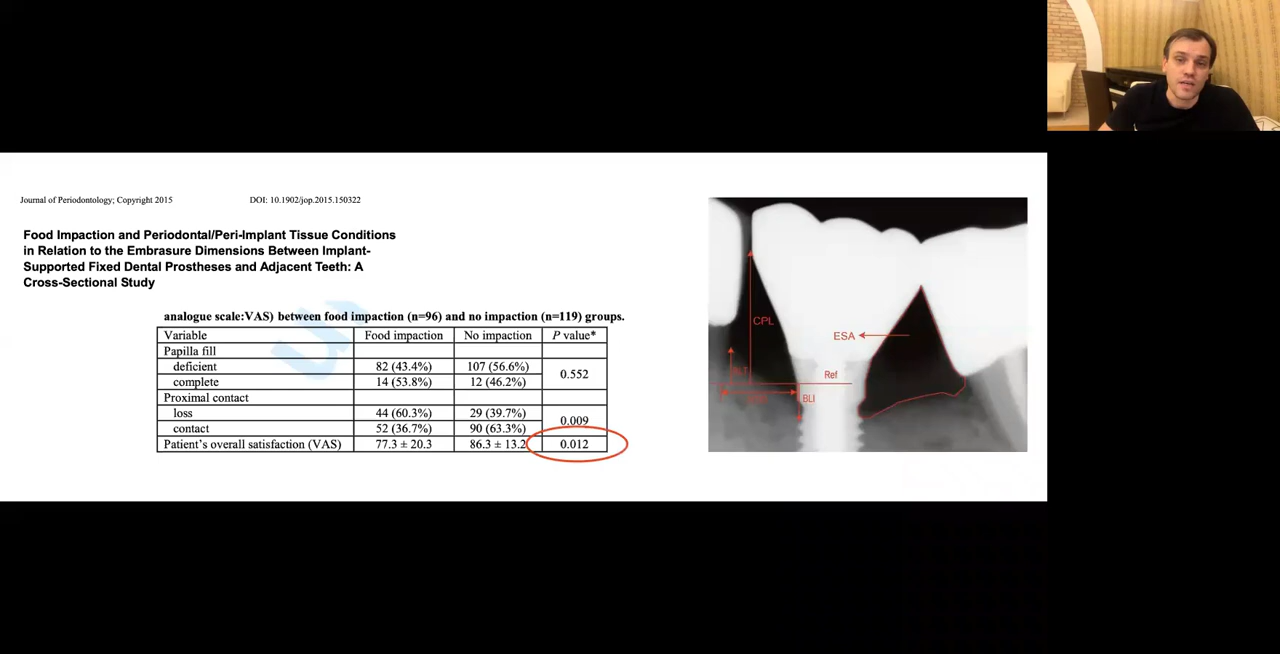 Journal of Periodontology; Copyright 2015 DOI: 10.1902/jop.2015.150322
Food Impaction and Periodontal/Peri-Implant Tissue Conditions
in Relation to the Embrasure Dimensions Between Implant-
Supported Fixed Dental Prostheses and Adjacent Teeth: A
Cross-Sectional Study
analogue scale:VAS) between food impaction (n=96) and no impaction (n=119) groups.
Variable Food impaction No impaction P value*
Papilla fill
deficient 82 (43.4%) 107 (56.6%)
0.552
complete 14 (53.8%) 12 (46.2%)
Proximal contact
loss 44 (60.3%) 29 (39.7%)
0.009
contact 52 (36.7%) 90 (63.3%)
Patient's overall satisfaction (VAS) 77.3 ± 20.3 86.3 ± 13.2 0.012
CPL
ESA
Ref
BLT
BLI